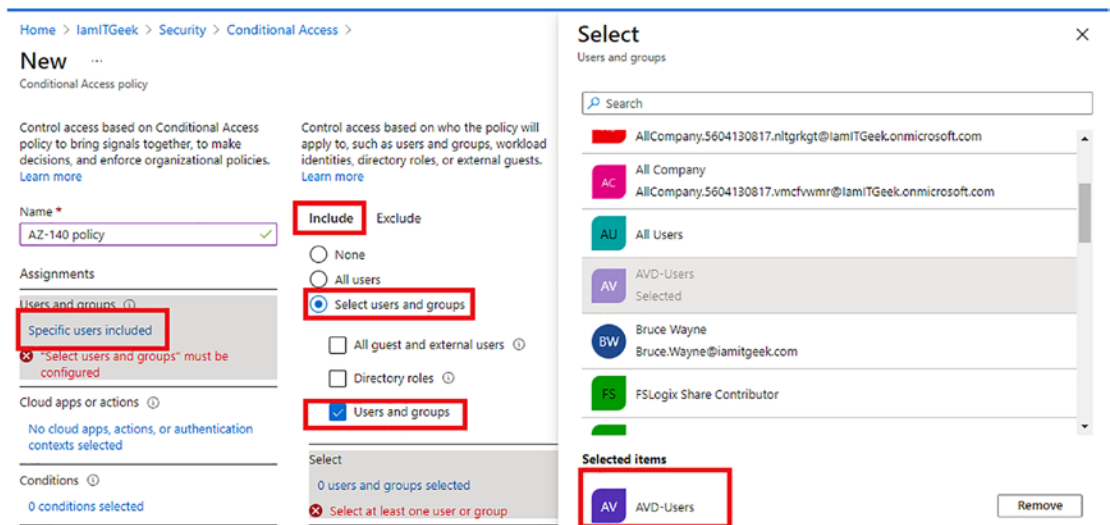 Home > IamITGeek > Security > Conditional Access >
New ...
Conditional Access policy
Control access based on Conditional Access
policy to bring signals together, to make
decisions, and enforce organizational policies.
Learn more
Name *
AZ-140 policy
Assignments
Users and groups
Specific users included
"Select users and groups" must be
configured
Cloud apps or actions
No cloud apps, actions, or authentication
contexts selected
Conditions
0 conditions selected
Control access based on who the policy will
apply to, such as users and groups, workload
identities, directory roles, or external guests.
Learn more
Include Exclude
None
All users
Select users and groups
All guest and external users
Directory roles
Users and groups
Select
0 users and groups selected
Select at least one user or group
Select
Users and groups
Search
AllCompany.5604130817.nltgrkgt@IamITGeek.onmicrosoft.com
AC
All Company
AllCompany.5604130817.vmcfvwmr@IamITGeek.onmicrosoft.com
AU All Users
AV
AVD-Users
Selected
BW
Bruce Wayne
Bruce.Wayne@iamitgeek.com
FS FSLogix Share Contributor
Selected items
AV AVD-Users
Remove